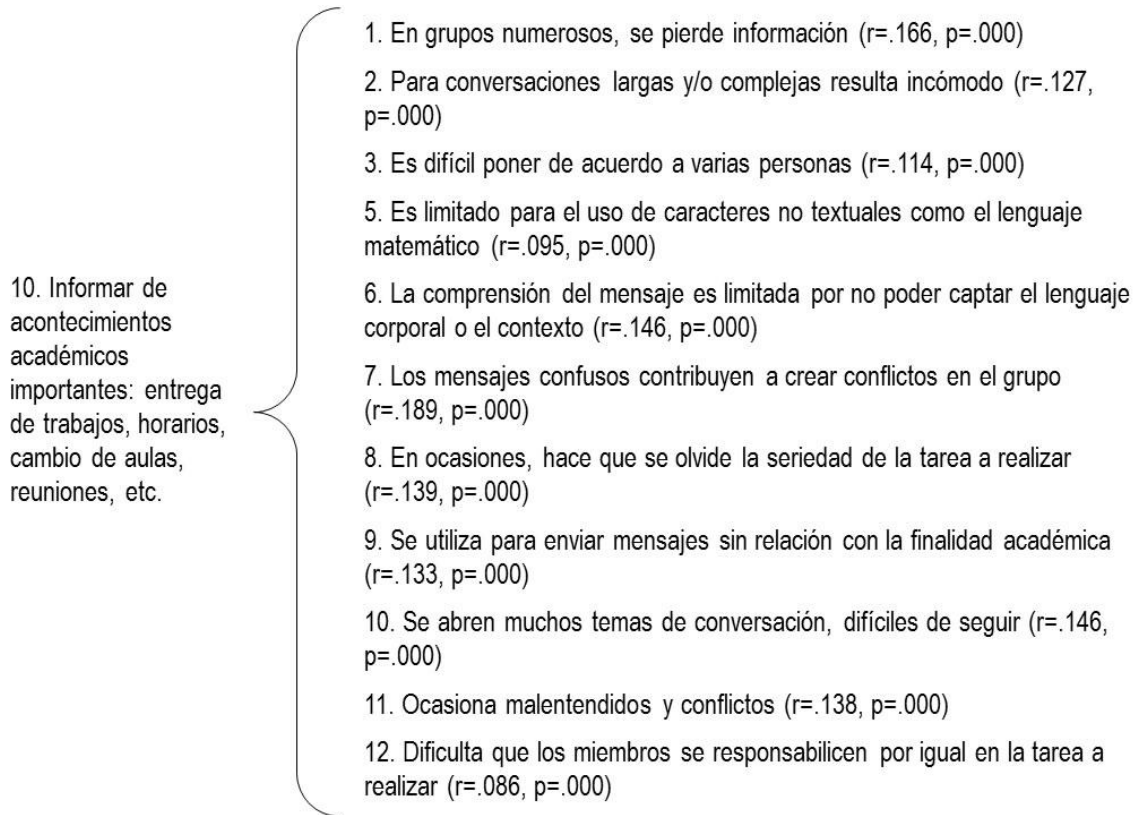 10. Informar de
acontecimientos
académicos
importantes: entrega
de trabajos, horarios,
cambio de aulas,
reuniones, etc.
1. En grupos numerosos, se pierde información (r=.166, p=.000)
2. Para conversaciones largas y/o complejas resulta incómodo (r=.127,
p=.000)
3. Es difícil poner de acuerdo a varias personas (r=.114, p=.000)
5. Es limitado para el uso de caracteres no textuales como el lenguaje
matemático (r=.095, p=.000)
6. La comprensión del mensaje es limitada por no poder captar el lenguaje
corporal o el contexto (r=.146, p=.000)
7. Los mensajes confusos contribuyen a crear conflictos en el grupo
(r=.189, p=.000)
8. En ocasiones, hace que se olvide la seriedad de la tarea a realizar
(r=.139, p=.000)
9. Se utiliza para enviar mensajes sin relación con la finalidad académica
(r=.133, p=.000)
10. Se abren muchos temas de conversación, difíciles de seguir (r=.146,
p=.000)
11. Ocasiona malentendidos y conflictos (r=.138, p=.000)
12. Dificulta que los miembros se responsabilicen por igual en la tarea a
realizar (r=.086, p=.000)